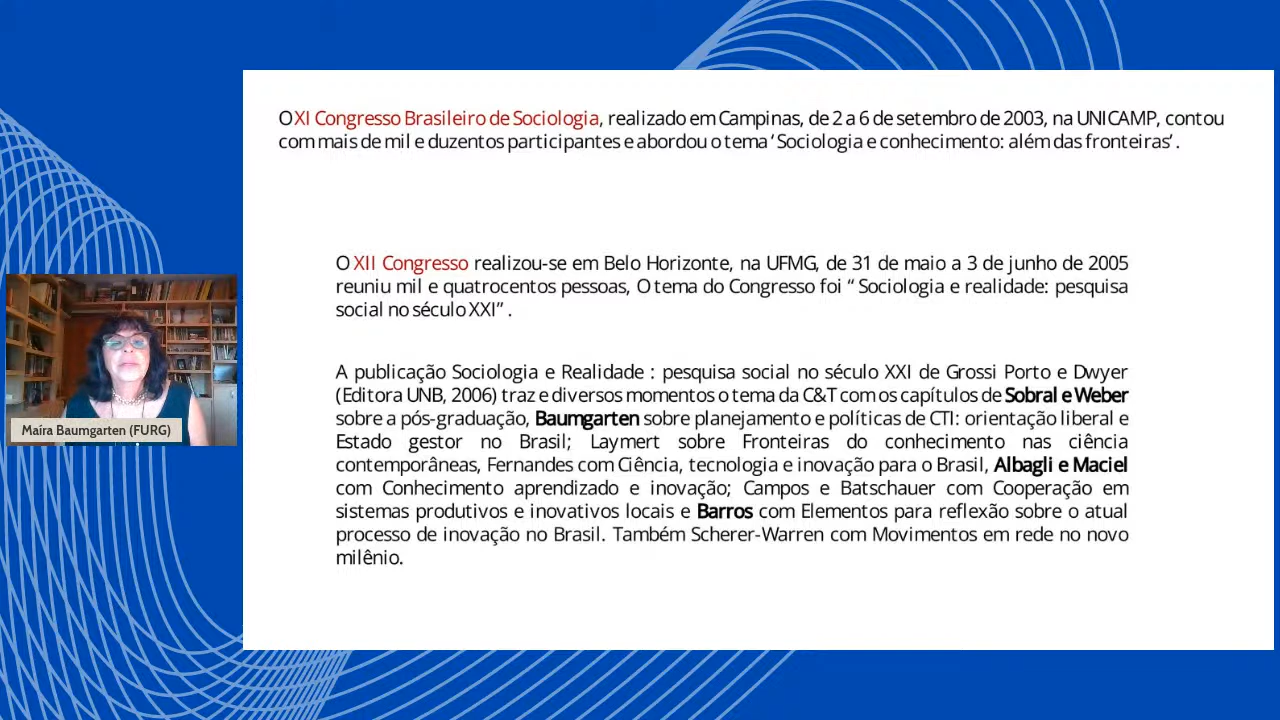 O XI Congresso Brasileiro de Sociologia, realizado em Campinas, de 2 a 6 de setembro de 2003, na UNICAMP, contou
com mais de mil e duzentos participantes e abordou o tema ‘ Sociologia e conhecimento: além das fronteiras’ .
O XII Congresso realizou-se em Belo Horizonte, na UFMG, de 31 de maio a 3 de junho de 2005
reuniu mil e quatrocentos pessoas, O tema do Congresso foi “ Sociologia e realidade: pesquisa
social no século XXI” .
A publicação Sociologia e Realidade : pesquisa social no século XXI de Grossi Porto e Dwyer
(Editora UNB, 2006) traz e diversos momentos o tema da C&T com os capítulos de Sobral e Weber
sobre a pós-graduação, Baumgarten sobre planejamento e políticas de CTI: orientação liberal e
Estado gestor no Brasil; Laymert sobre Fronteiras do conhecimento nas ciência
contemporâneas, Fernandes com Ciência, tecnologia e inovação para o Brasil, Albagli e Maciel
com Conhecimento aprendizado e inovação; Campos e Batschauer com Cooperação em
sistemas produtivos e inovativos locais e Barros com Elementos para reflexão sobre o atual
processo de inovação no Brasil. Também Scherer-Warren com Movimentos em rede no novo
milênio.
Maíra Baumgarten (FURG)